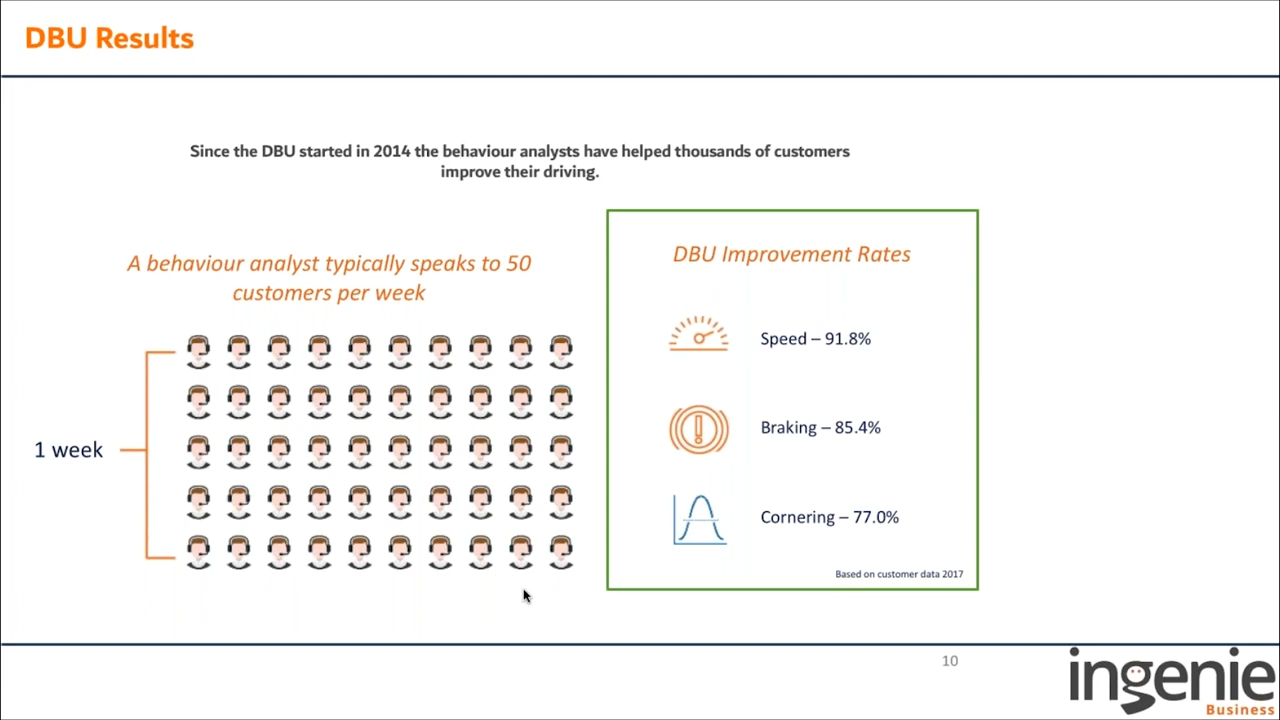 DBU Results
Since the DBU started in 2014 the behaviour analysts have helped thousands of customers
improve their driving.
A behaviour analyst typically speaks to 50
customers per week
1 week
DBU Improvement Rates
Speed – 91.8%
Braking – 85.4%
Cornering – 77.0%
Based on customer data 2017
10
ingenie
Business